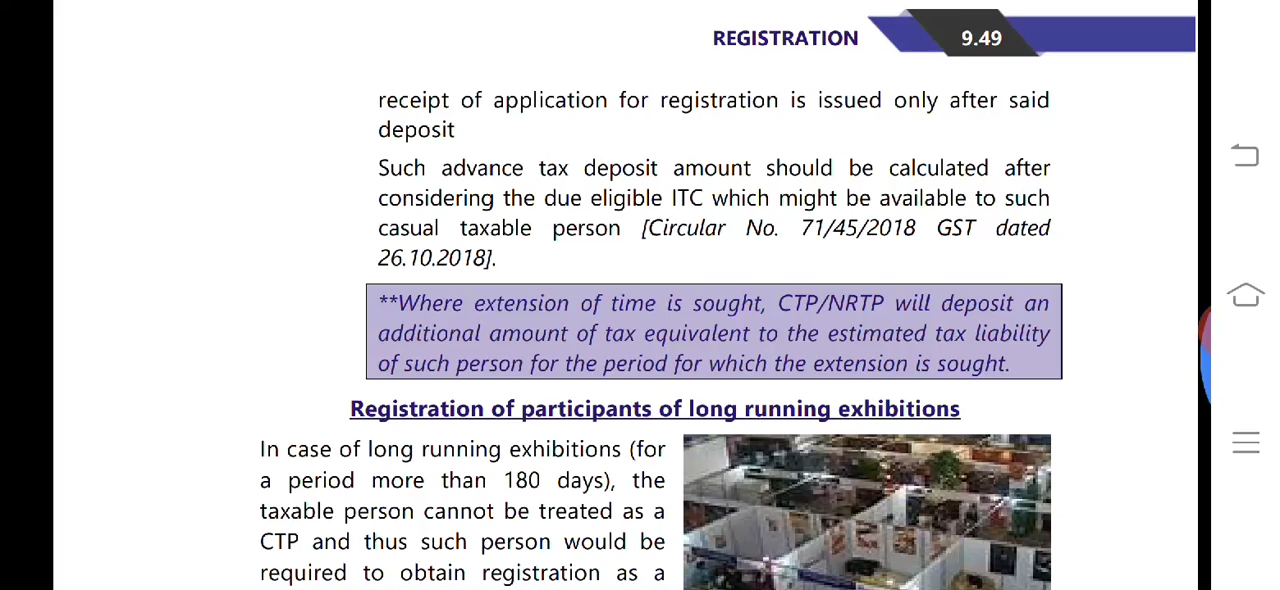 REGISTRATION 9.49
receipt of application for registration is issued only after said
deposit
Such advance tax deposit amount should be calculated after
considering the due eligible ITC which might be available to such
casual taxable person [Circular No. 71/45/2018 GST dated
26.10.2018].
**Where extension of time is sought, CTP/NRTP will deposit an
additional amount of tax equivalent to the estimated tax liability
of such person for the period for which the extension is sought.
Registration of participants of long running exhibitions
In case of long running exhibitions (for
a period more than 180 days), the
taxable person cannot be treated as a
CTP and thus such person would be
required to obtain registration as a